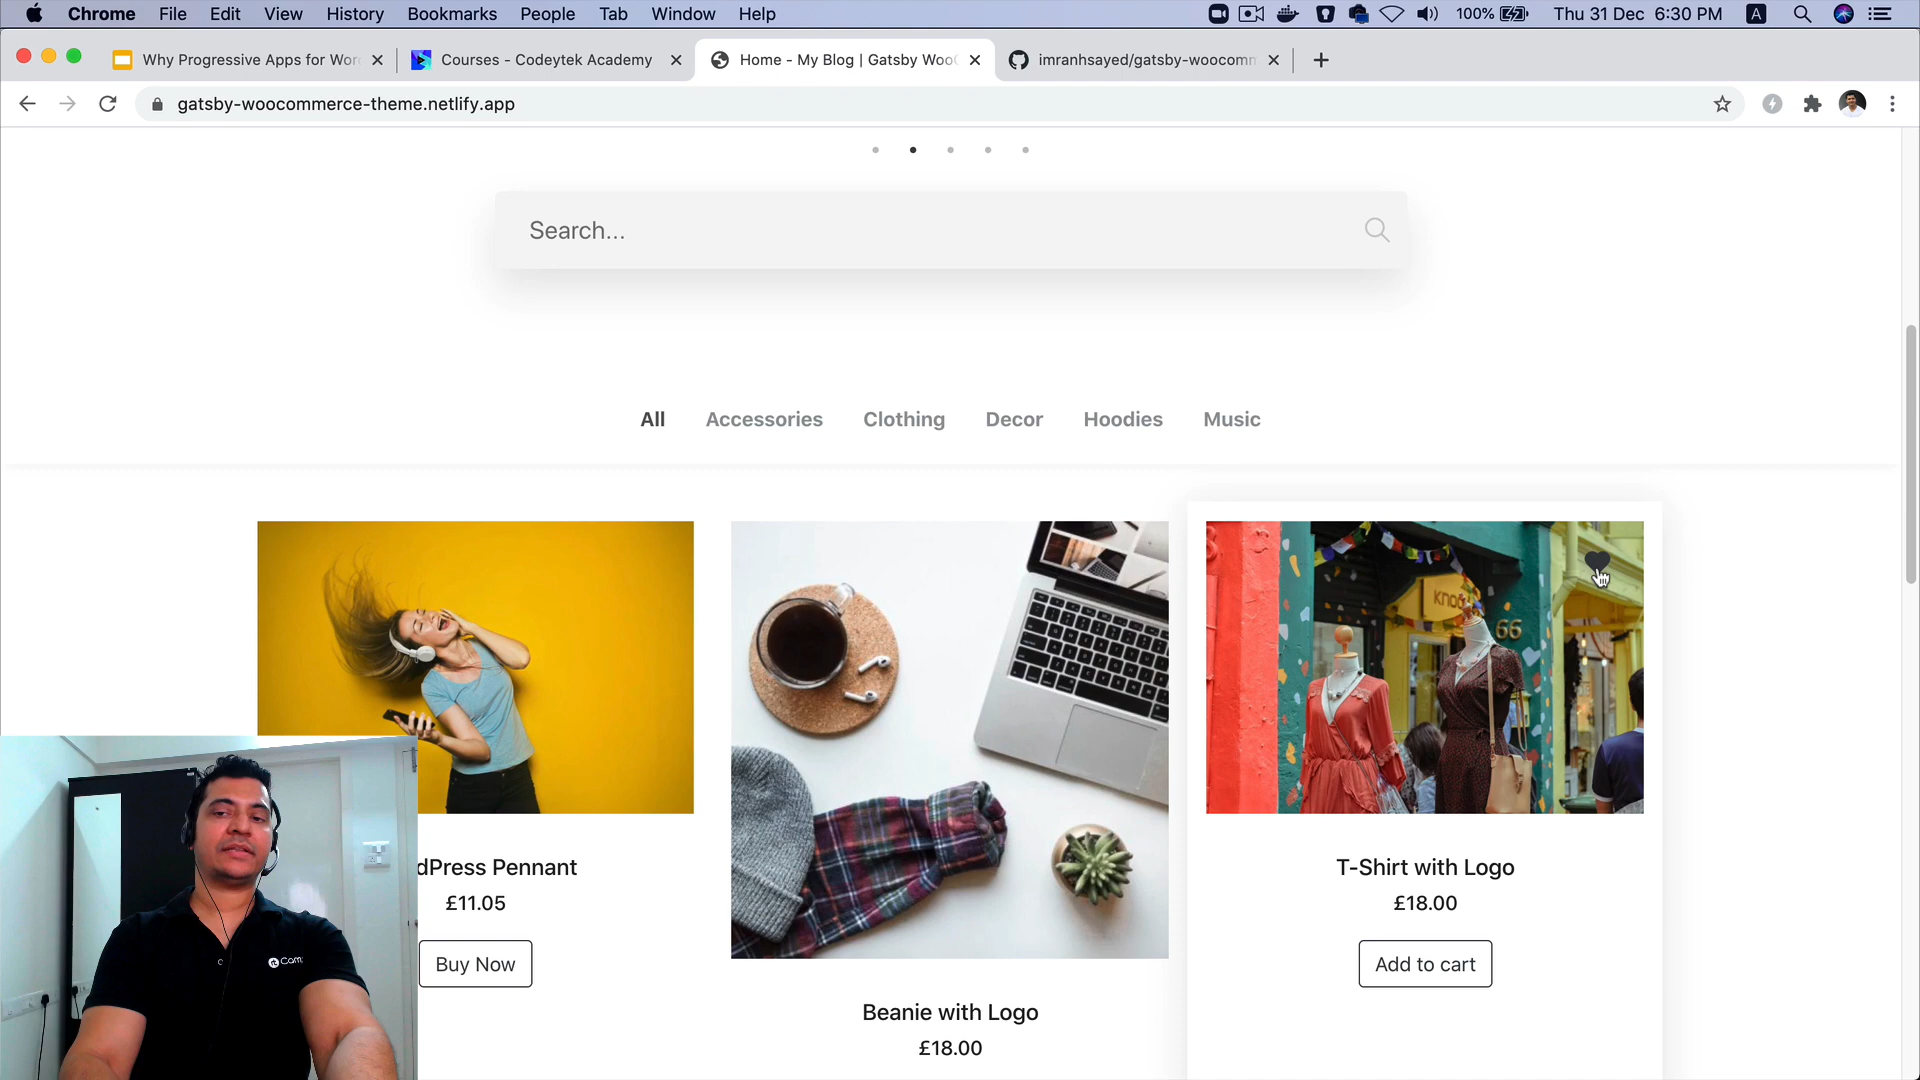 Chrome File Edit View History Bookmarks People Tab Window Help 100% Thu 31 Dec 6:30 PM A
Why Progressive Apps for Wor Courses - Codeytek Academy Home - My Blog | Gatsby WooC imranhsayed/gatsby-woocomm
gatsby-woocommerce-theme.netlify.app
Search...
All Accessories Clothing Decor Hoodies Music
66
dPress Pennant
£11.05
Buy Now
Beanie with Logo
£18.00
T-Shirt with Logo
£18.00
Add to cart